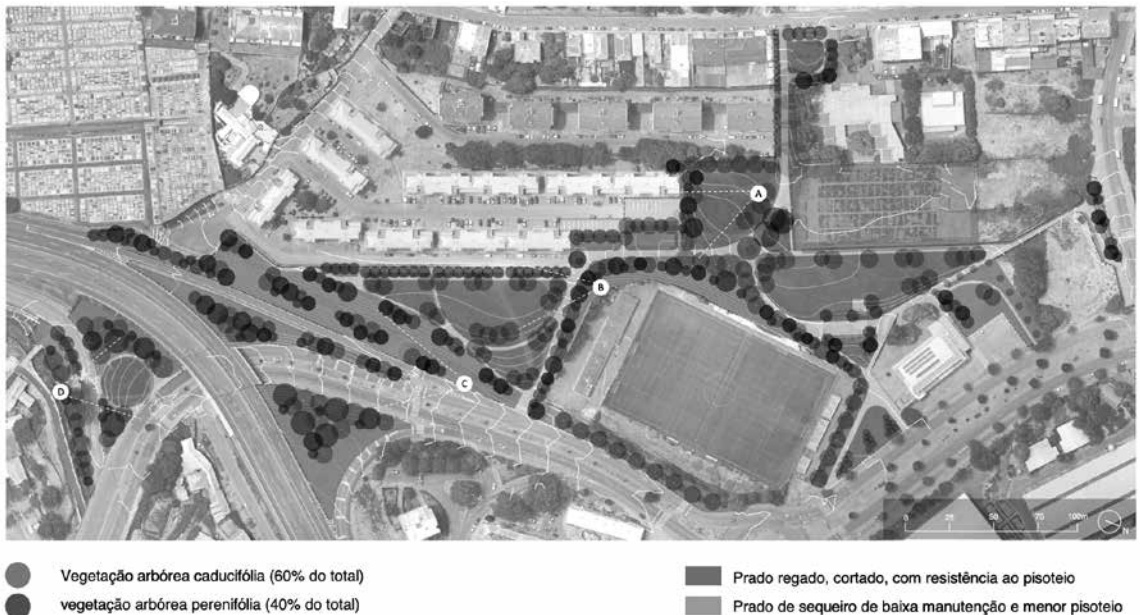 A
B
C
D
0 25 50 75 100m
N
Vegetação arbórea caducifólia (60% do total)
vegetação arbórea perenifólia (40% do total)
Prado regado, cortado, com resistência ao pisoteio
Prado de sequeiro de baixa manutenção e menor pisoteio